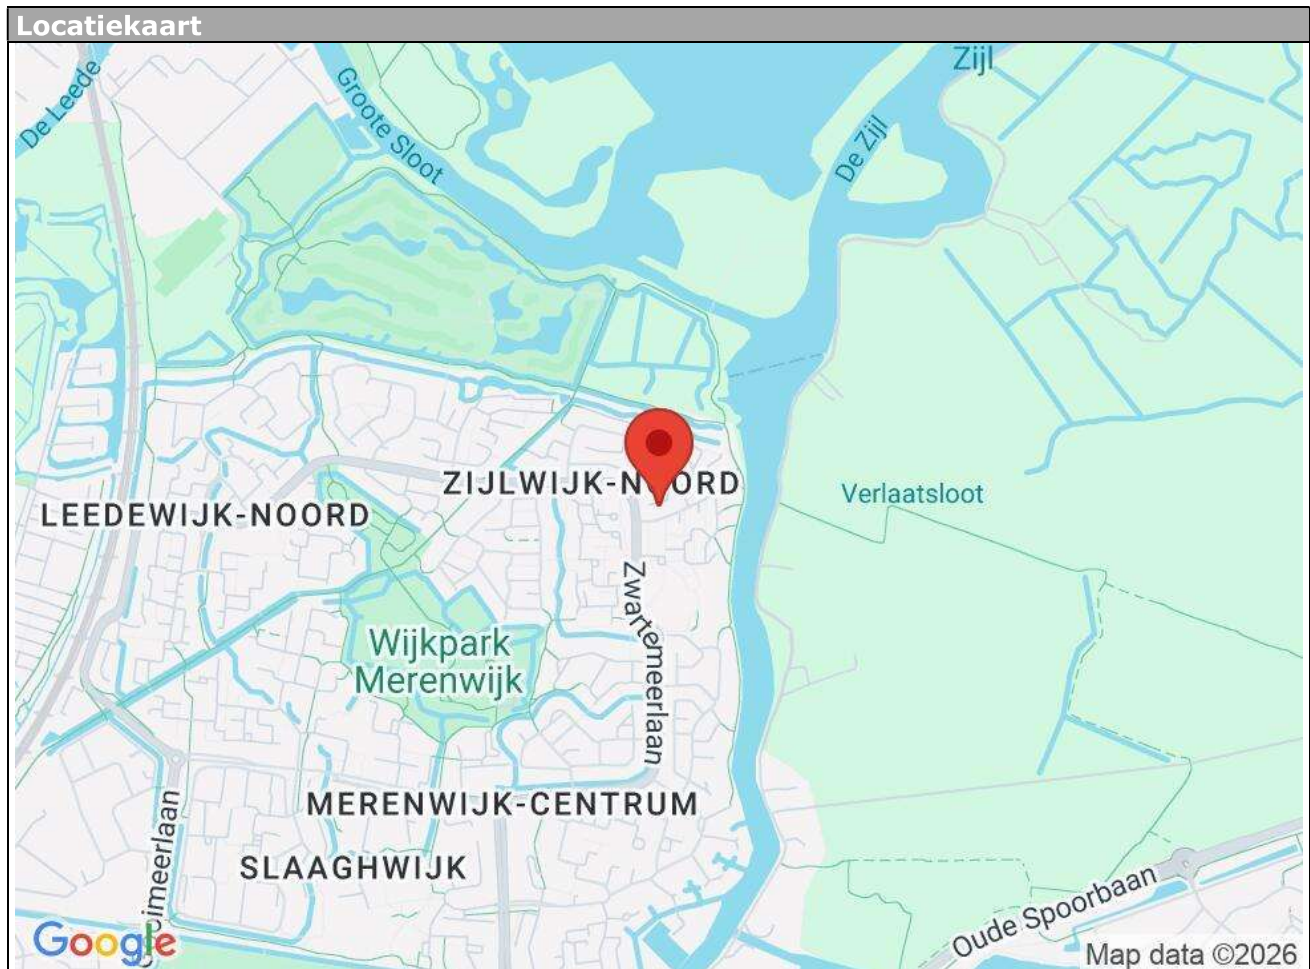 Locatiekaart
Zijl
De Leede
Groote Sloot
De Zijl
ZIJLWIJK-NOORD
Verlaatsloot
LEEDEWIJK-NOORD
Zwartemeerlaan
Wijkpark
Merenwijk
MERENWIJK-CENTRUM
SLAAGHWIJK
Oude Spoorbaan
Google
Map data ©2026